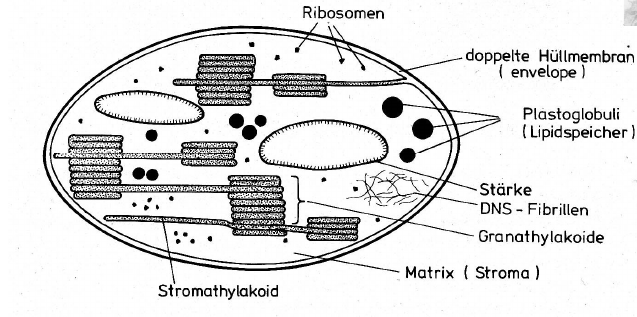 Ribosomen
doppelte Hüllmembran
( envelope )
Plastoglobuli
(Lipidspeicher)
Stärke
DNS - Fibrillen
Granathylakoide
Matrix ( Stroma )
Stromathylakoid